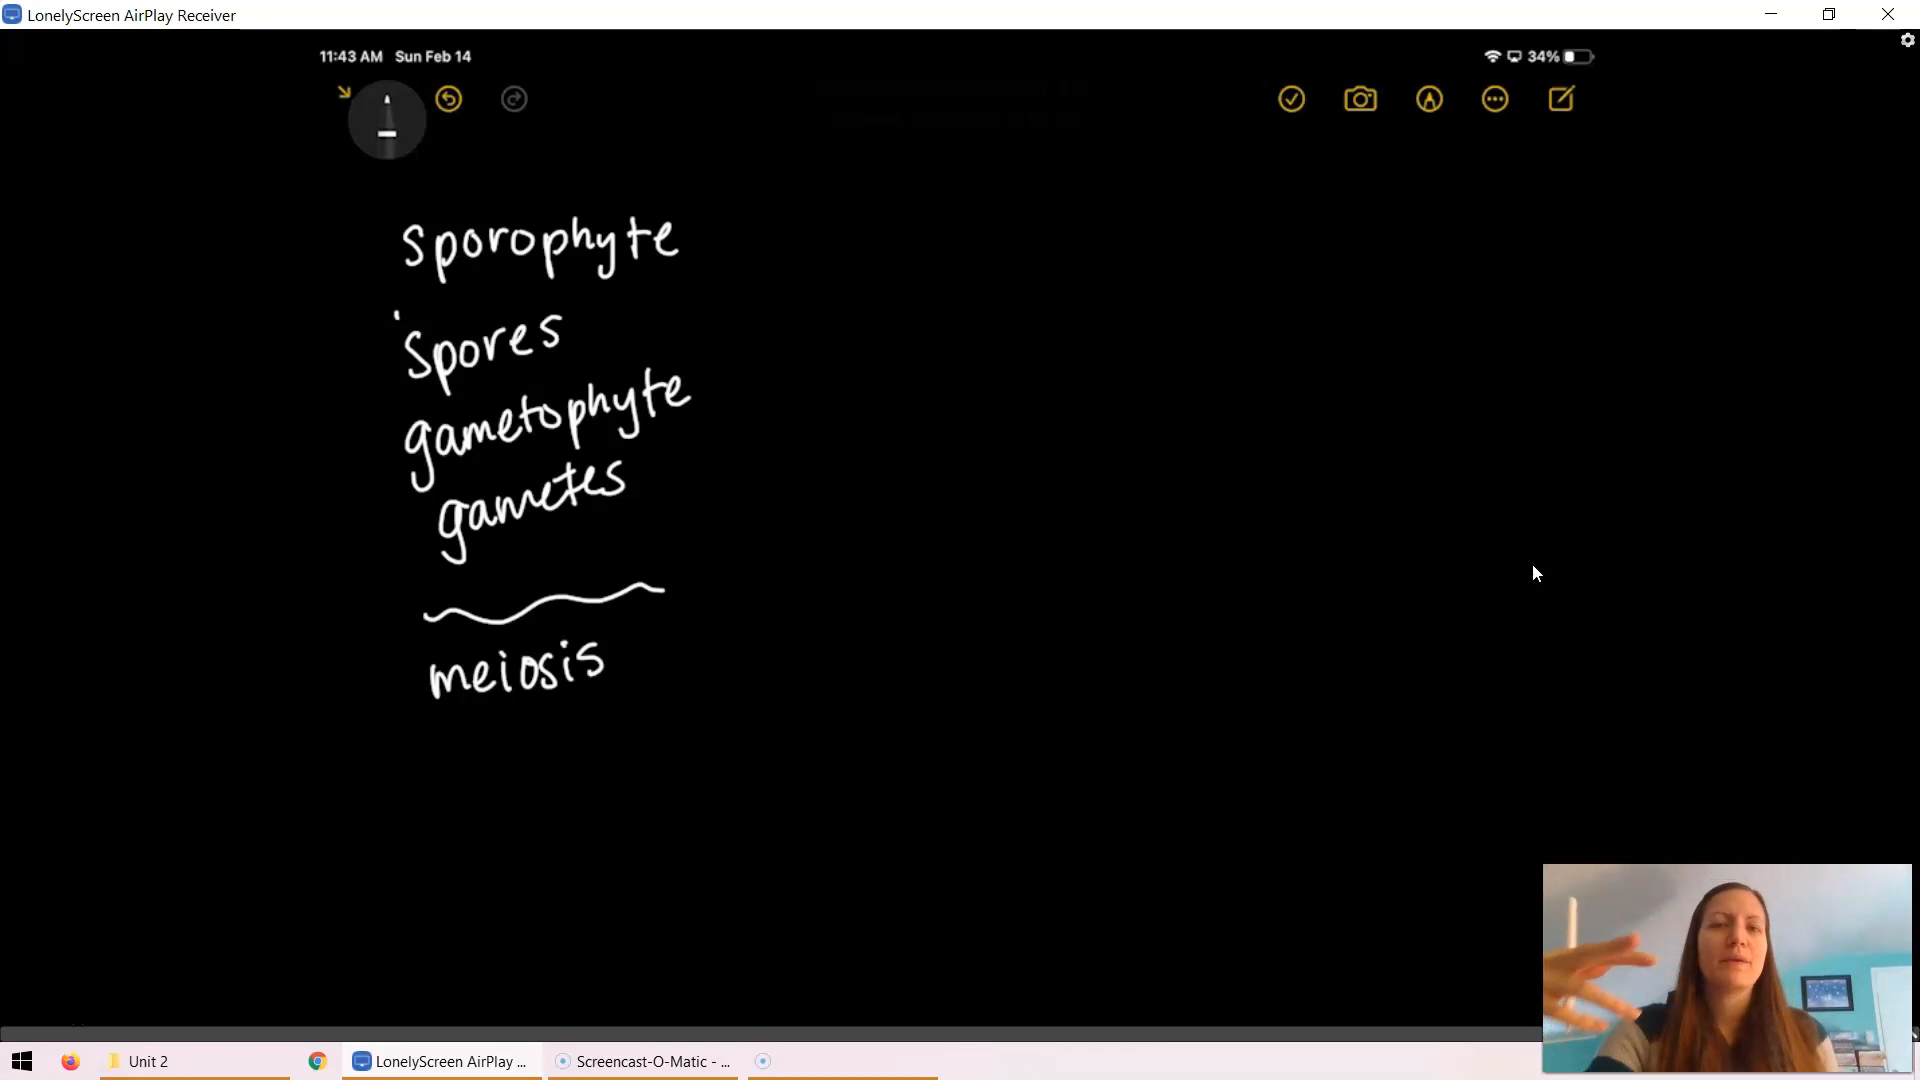 LonelyScreen AirPlay Receiver
11:43 AM Sun Feb 14
34%
sporophyte
spores
gametophyte
gametes
meiosis
Unit 2
LonelyScreen AirPlay ...
Screencast-O-Matic - ...